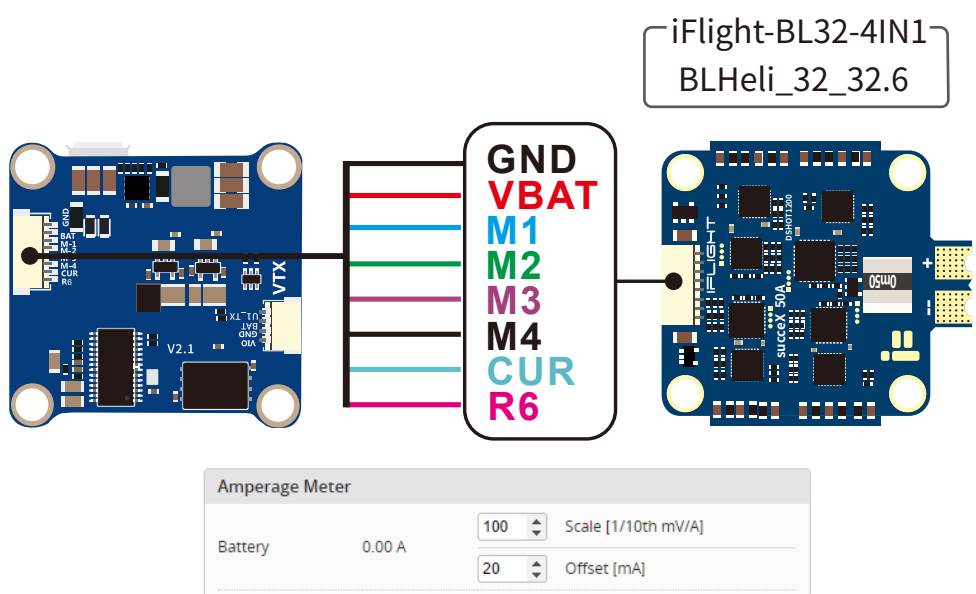 iFlight-BL32-4IN1
BLHeli_32_32.6
GND
BAT
M-1
M-2
M-4
CUR
R6
VTX
U1_TX
BAT
GND
VIO
V2.1
GND
VBAT
M1
M2
M3
M4
CUR
R6
iFLIGHT
DSHOT1200
succeX 50A
0m50
+
-
Amperage Meter
Battery
0.00 A
100
Scale [1/10th mV/A]
20
Offset [mA]